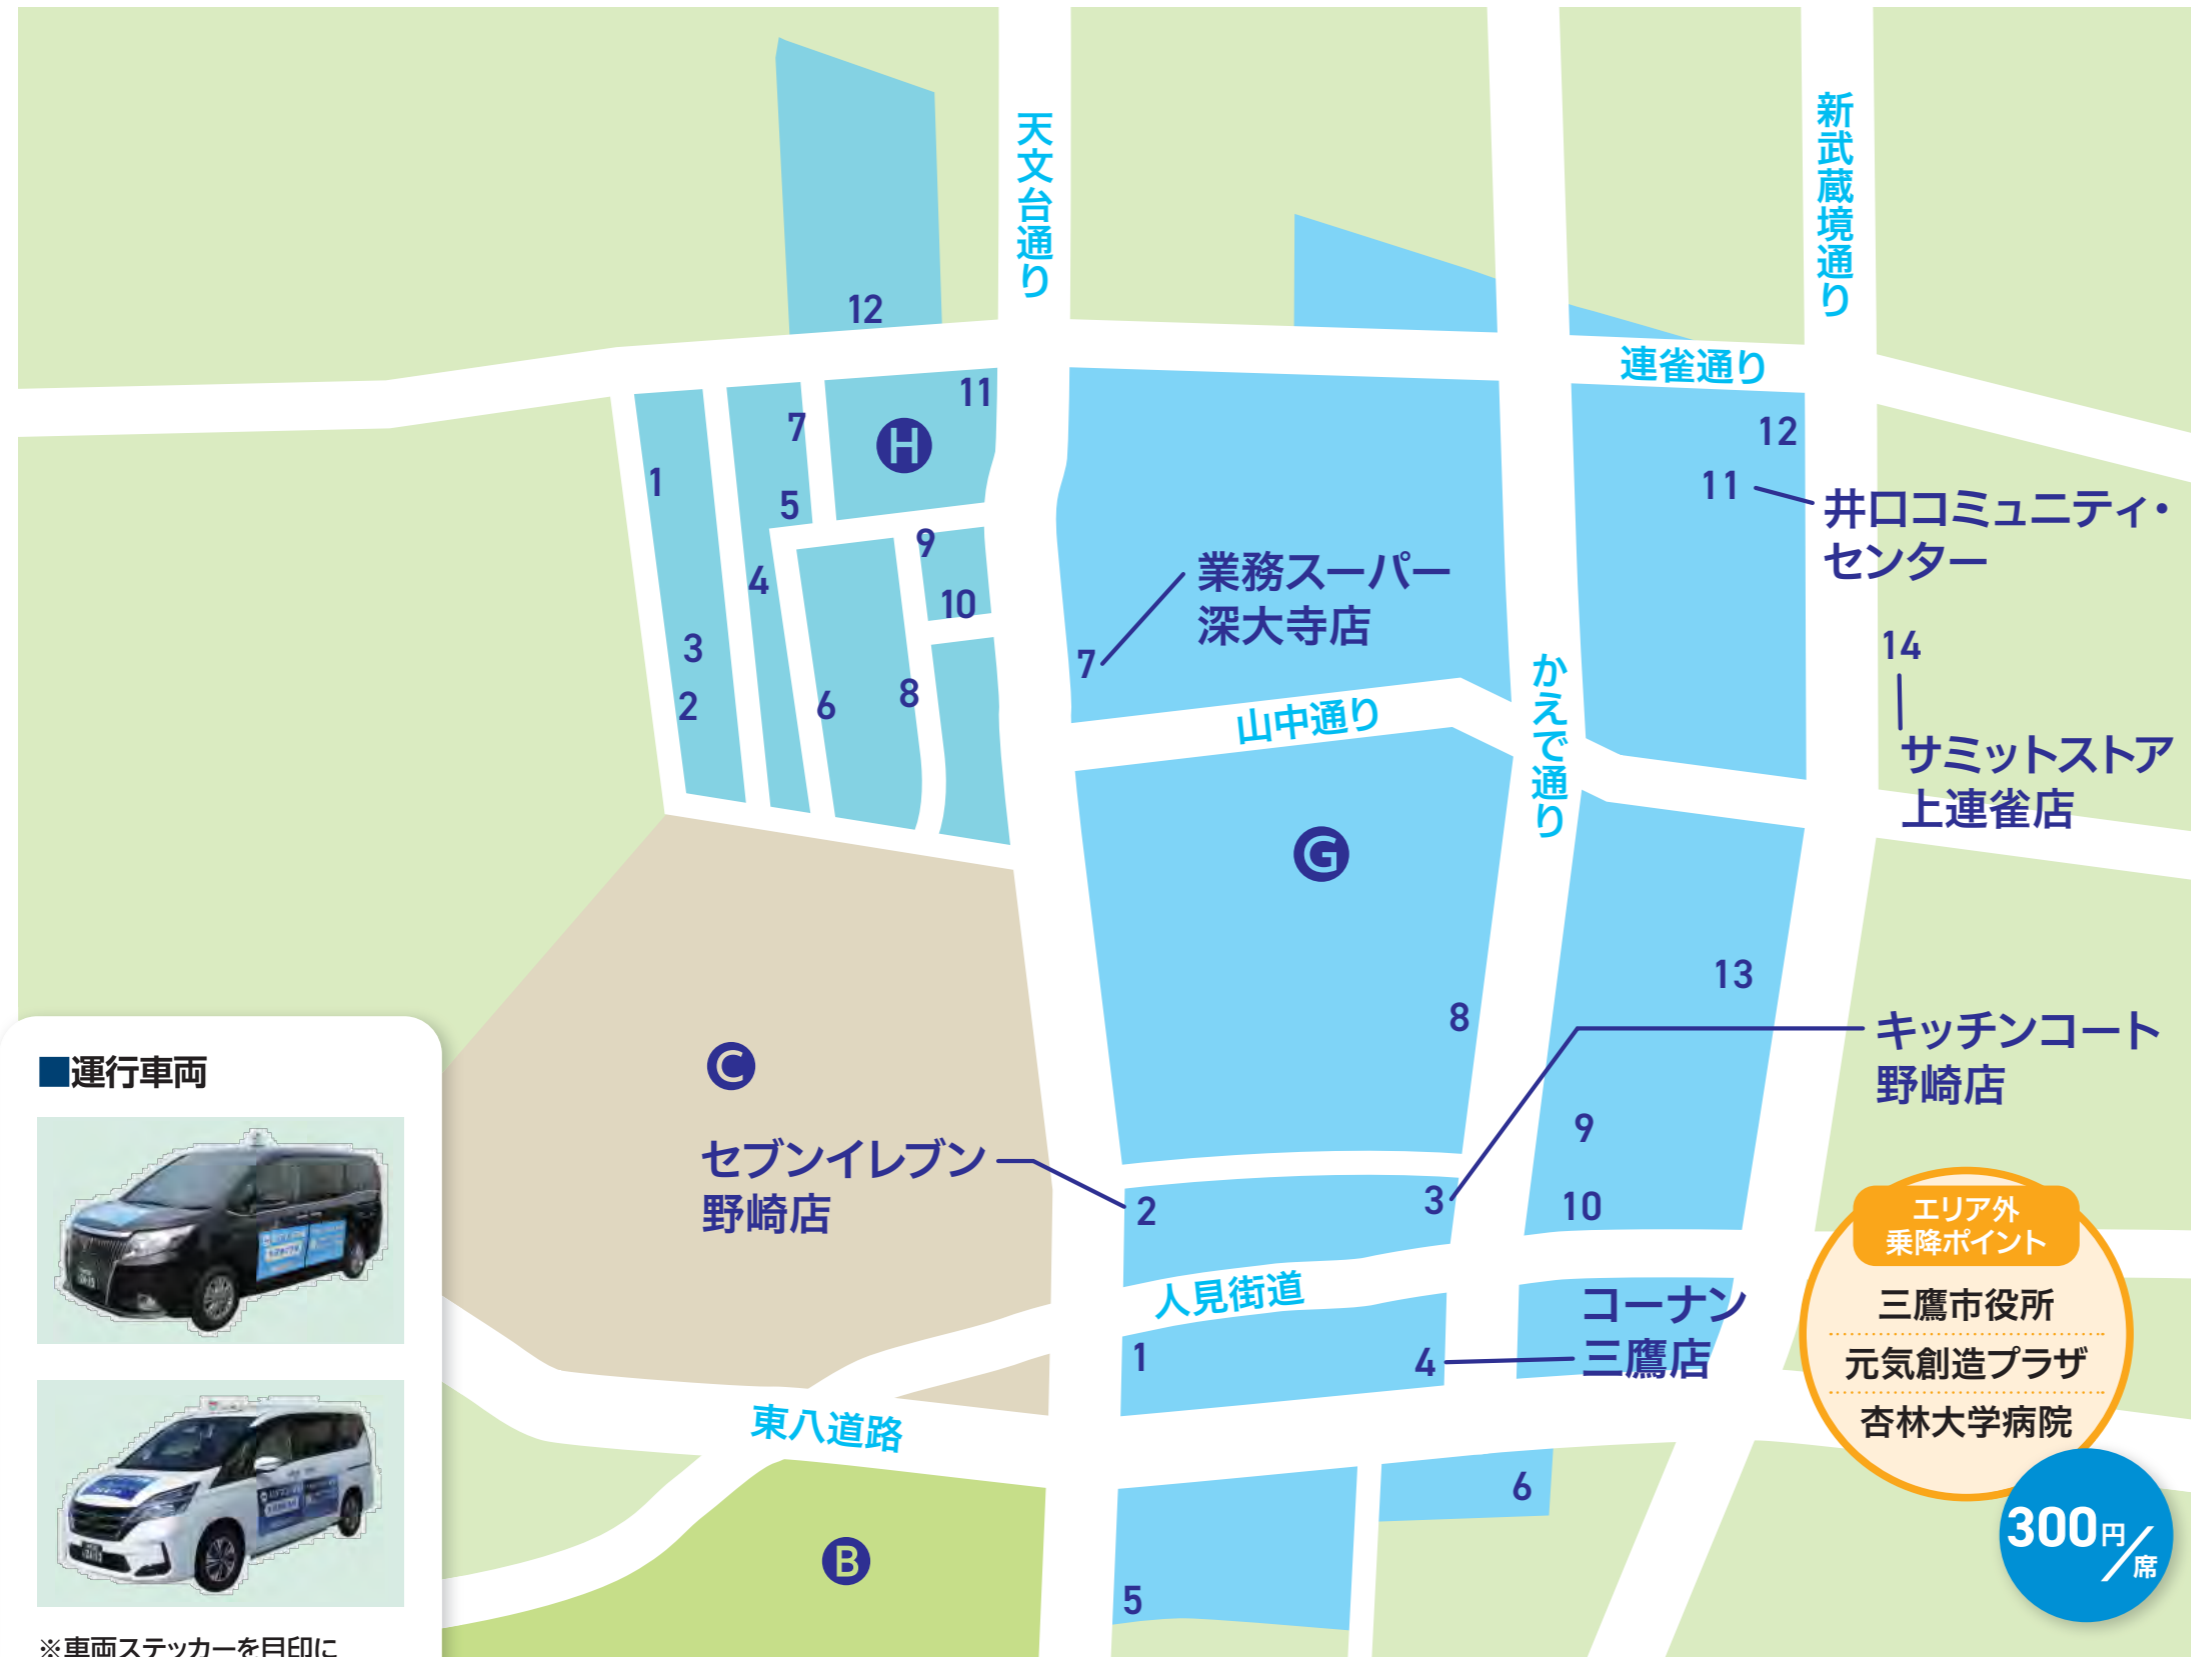 天文台通り
新武蔵境通り
12
連雀通り
11
H
7
1
5
12
11
井口コミュニティ・
センター
9
4
10
業務スーパー
深大寺店
7
3
2
6
8
14
サミットストア
上連雀店
山中通り
かえで通り
G
13
8
キッチンコート
野崎店
C
セブンイレブン
野崎店
2
3
9
10
人見街道
1
4
コーナン
三鷹店
東八道路
6
B
5
■運行車両
※車両ステッカーを目印に
エリア外
乗降ポイント
三鷹市役所
元気創造プラザ
杏林大学病院
300円/席